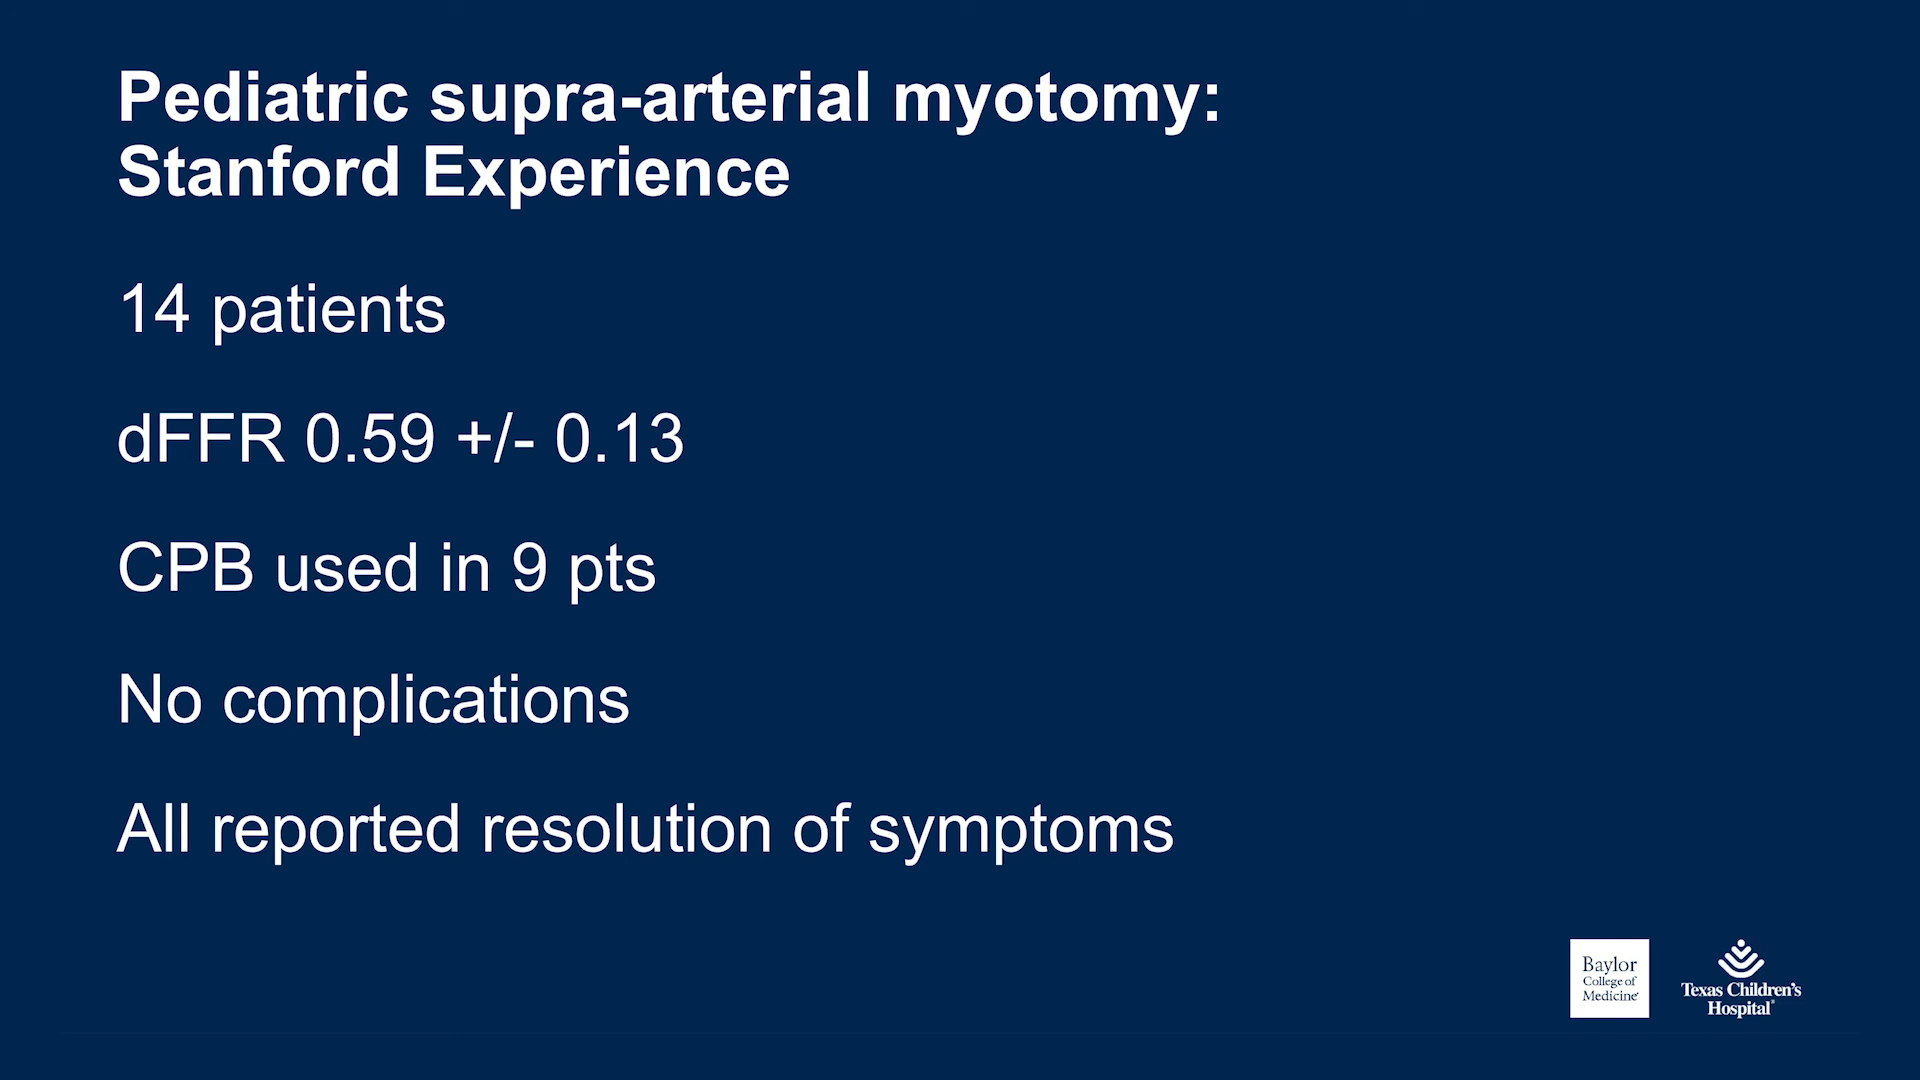 Pediatric supra-arterial myotomy:
Stanford Experience
14 patients
dFFR 0.59 +/- 0.13
CPB used in 9 pts
No complications
All reported resolution of symptoms
Baylor
College of
Medicine
Texas Children's
Hospital